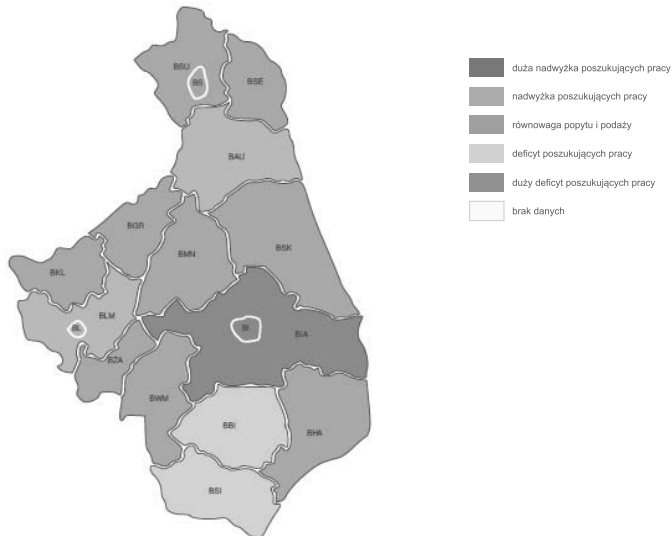 BSU
BS
BSE
BAU
BGR
BMN
BSK
BKL
BLM
BL
BI
BIA
BZA
BWM
BBI
BHA
BSI
duża nadwyżka poszukujących pracy
nadwyżka poszukujących pracy
równowaga popytu i podaży
deficyt poszukujących pracy
duży deficyt poszukujących pracy
brak danych